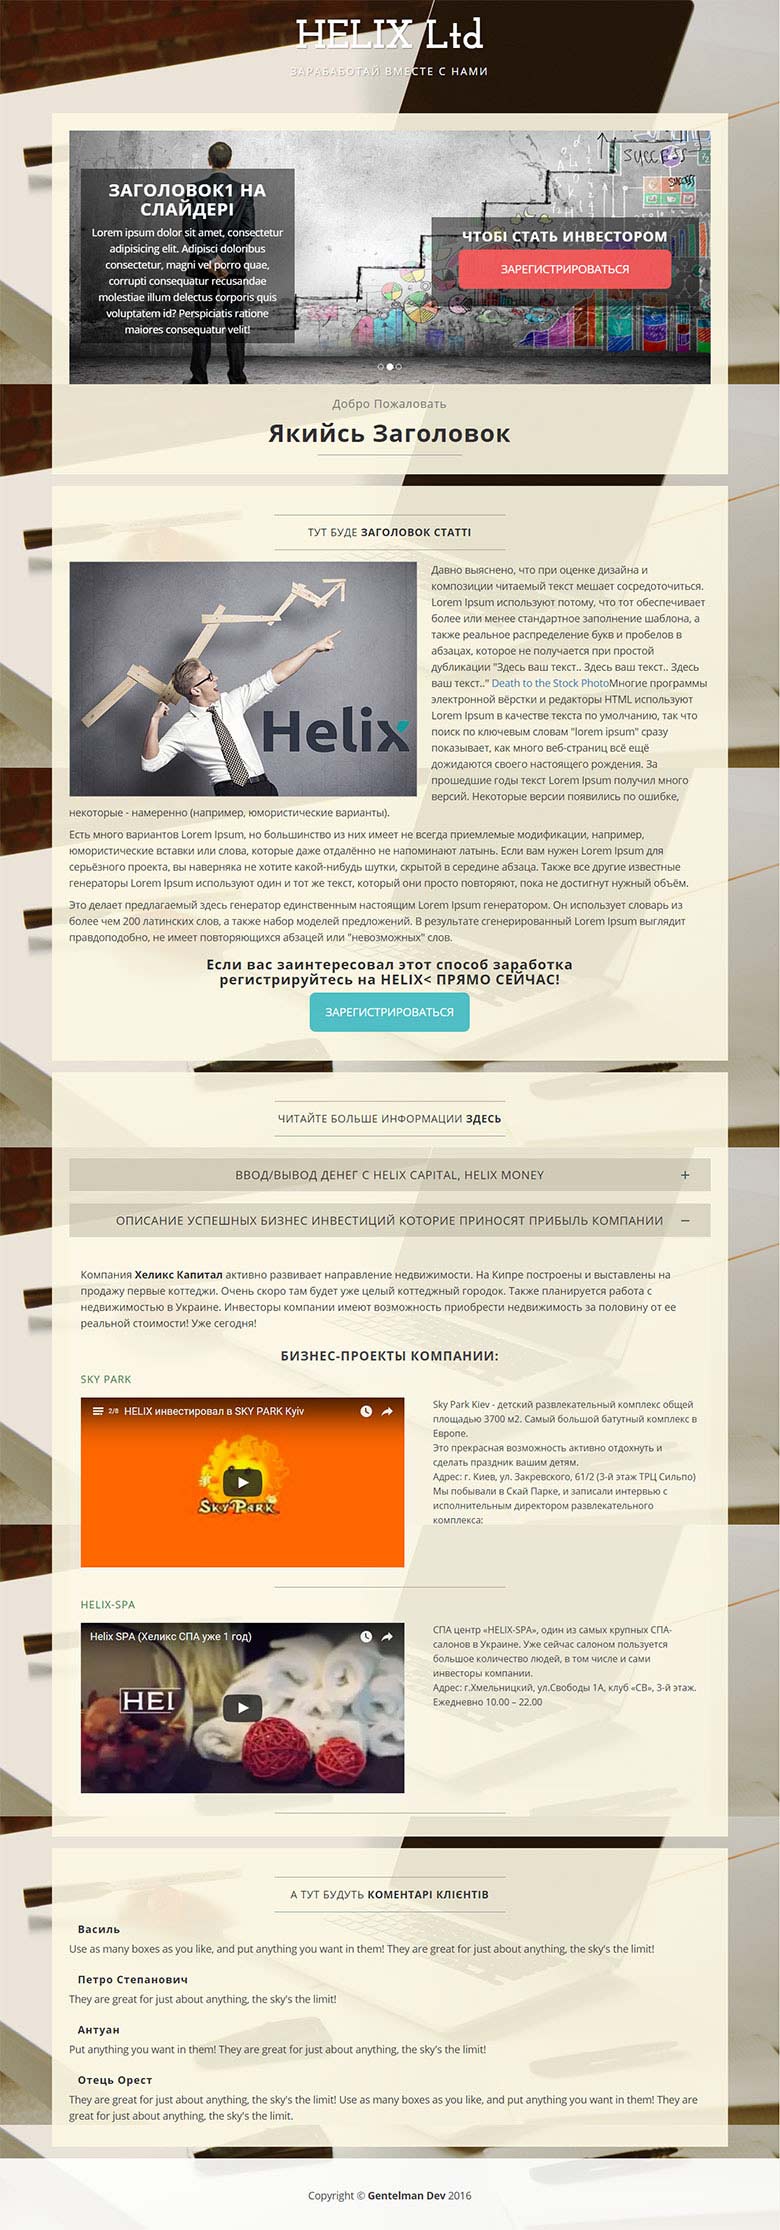 HELIX Ltd
ЗАРАБАБОТАЙ ВМЕСТЕ С НАМИ
ЗАГОЛОВОК1 НА
СЛАЙДЕРІ
Lorem ipsum dolor sit amet, consectetur
adipisicing elit. Adipisci doloribus
consectetur, magni vel porro quae,
corrupti consequatur recusandae
molestiae illum delectus corporis quis
voluptatem id? Perspiciatis ratione
maiores consequatur velit!
SUCCESS
SUCCESS
ЧТОБІ СТАТЬ ИНВЕСТОРОМ
ЗАРЕГИСТРИРОВАТЬСЯ
Добро Пожаловать
Якийсь Заголовок
ТУТ БУДЕ ЗАГОЛОВОК СТАТТІ
Helix
Давно выяснено, что при оценке дизайна и
композиции читаемый текст мешает сосредоточиться.
Lorem Ipsum используют потому, что тот обеспечивает
более или менее стандартное заполнение шаблона, а
также реальное распределение букв и пробелов в
абзацах, которое не получается при простой
дубликации "Здесь ваш текст.. Здесь ваш текст.. Здесь
ваш текст.." Death to the Stock PhotoМногие программы
электронной вёрстки и редакторы HTML используют
Lorem Ipsum в качестве текста по умолчанию, так что
поиск по ключевым словам "lorem ipsum" сразу
показывает, как много веб-страниц всё ещё
дожидаются своего настоящего рождения. За
прошедшие годы текст Lorem Ipsum получил много
версий. Некоторые версии появились по ошибке,
некоторые - намеренно (например, юмористические варианты).
Есть много вариантов Lorem Ipsum, но большинство из них имеет не всегда приемлемые модификации, например,
юмористические вставки или слова, которые даже отдалённо не напоминают латынь. Если вам нужен Lorem Ipsum для
серьёзного проекта, вы наверняка не хотите какой-нибудь шутки, скрытой в середине абзаца. Также все другие известные
генераторы Lorem Ipsum используют один и тот же текст, который они просто повторяют, пока не достигнут нужный объём.
Это делает предлагаемый здесь генератор единственным настоящим Lorem Ipsum генератором. Он использует словарь из
более чем 200 латинских слов, а также набор моделей предложений. В результате сгенерированный Lorem Ipsum выглядит
правдоподобно, не имеет повторяющихся абзацей или "невозможных" слов.
Если вас заинтересовал этот способ заработка
регистрируйтесь на HELIX< ПРЯМО СЕЙЧАС!
ЗАРЕГИСТРИРОВАТЬСЯ
ЧИТАЙТЕ БОЛЬШЕ ИНФОРМАЦИИ ЗДЕСЬ
ВВОД/ВЫВОД ДЕНЕГ С HELIX CAPITAL, HELIX MONEY +
ОПИСАНИЕ УСПЕШНЫХ БИЗНЕС ИНВЕСТИЦИЙ КОТОРИЕ ПРИНОСЯТ ПРИБЫЛЬ КОМПАНИИ −
Компания Хеликс Капитал активно развивает направление недвижимости. На Кипре построены и выставлены на
продажу первые коттеджи. Очень скоро там будет уже целый коттеджный городок. Также планируется работа с
недвижимостью в Украине. Инвесторы компании имеют возможность приобрести недвижимость за половину от ее
реальной стоимости! Уже сегодня!
БИЗНЕС-ПРОЕКТЫ КОМПАНИИ:
SKY PARK
2/8 HELIX инвестировал в SKY PARK Kyiv
SKY PARK
Sky Park Kiev - детский развлекательный комплекс общей
площадью 3700 м2. Самый большой батутный комплекс в
Европе.
Это прекрасная возможность активно отдохнуть и
сделать праздник вашим детям.
Адрес: г. Киев, ул. Закревского, 61/2 (3-й этаж ТРЦ Сильпо)
Мы побывали в Скай Парке, и записали интервью с
исполнительным директором развлекательного
комплекса:
HELIX-SPA
Helix SPA (Хеликс СПА уже 1 год)
HEI
СПА центр «HELIX-SPA», один из самых крупных СПА-
салонов в Украине. Уже сейчас салоном пользуется
большое количество людей, в том числе и сами
инвесторы компании.
Адрес: г.Хмельницкий, ул.Свободы 1А, клуб «СВ», 3-й этаж.
Ежедневно 10.00 – 22.00
А ТУТ БУДУТЬ КОМЕНТАРІ КЛІЄНТІВ
Василь
Use as many boxes as you like, and put anything you want in them! They are great for just about anything, the sky's the limit!
Петро Степанович
They are great for just about anything, the sky's the limit!
Антуан
Put anything you want in them! They are great for just about anything, the sky's the limit!
Отець Орест
They are great for just about anything, the sky's the limit! Use as many boxes as you like, and put anything you want in them! They are
great for just about anything, the sky's the limit.
Copyright © Gentelman Dev 2016